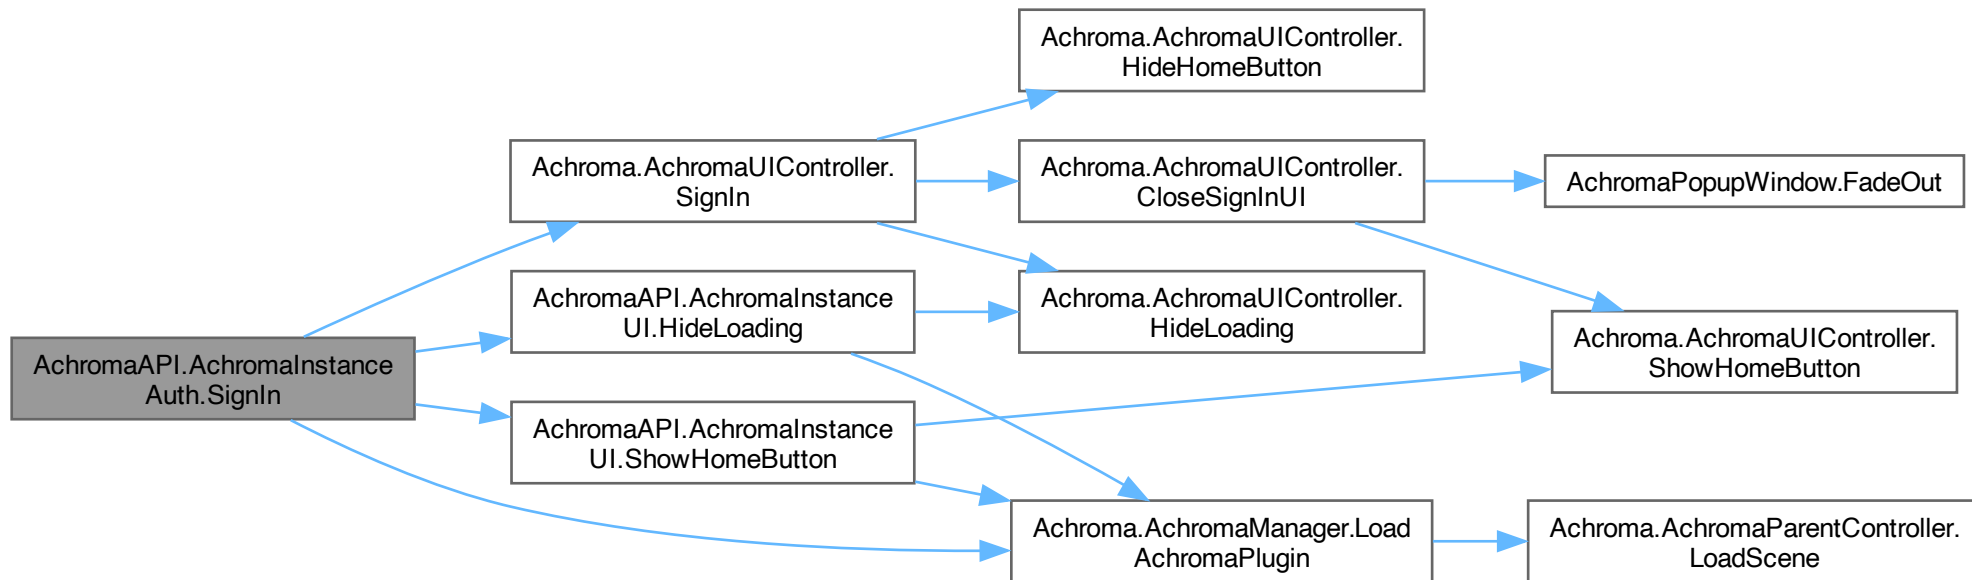 Achroma.AchromaUIController.
HideHomeButton
Achroma.AchromaUIController.
SignIn
Achroma.AchromaUIController.
CloseSignInUI
AchromaPopupWindow.FadeOut
AchromaAPI.AchromaInstance
UI.HideLoading
Achroma.AchromaUIController.
HideLoading
Achroma.AchromaUIController.
ShowHomeButton
AchromaAPI.AchromaInstance
Auth.SignIn
AchromaAPI.AchromaInstance
UI.ShowHomeButton
Achroma.AchromaManager.Load
AchromaPlugin
Achroma.AchromaParentController.
LoadScene